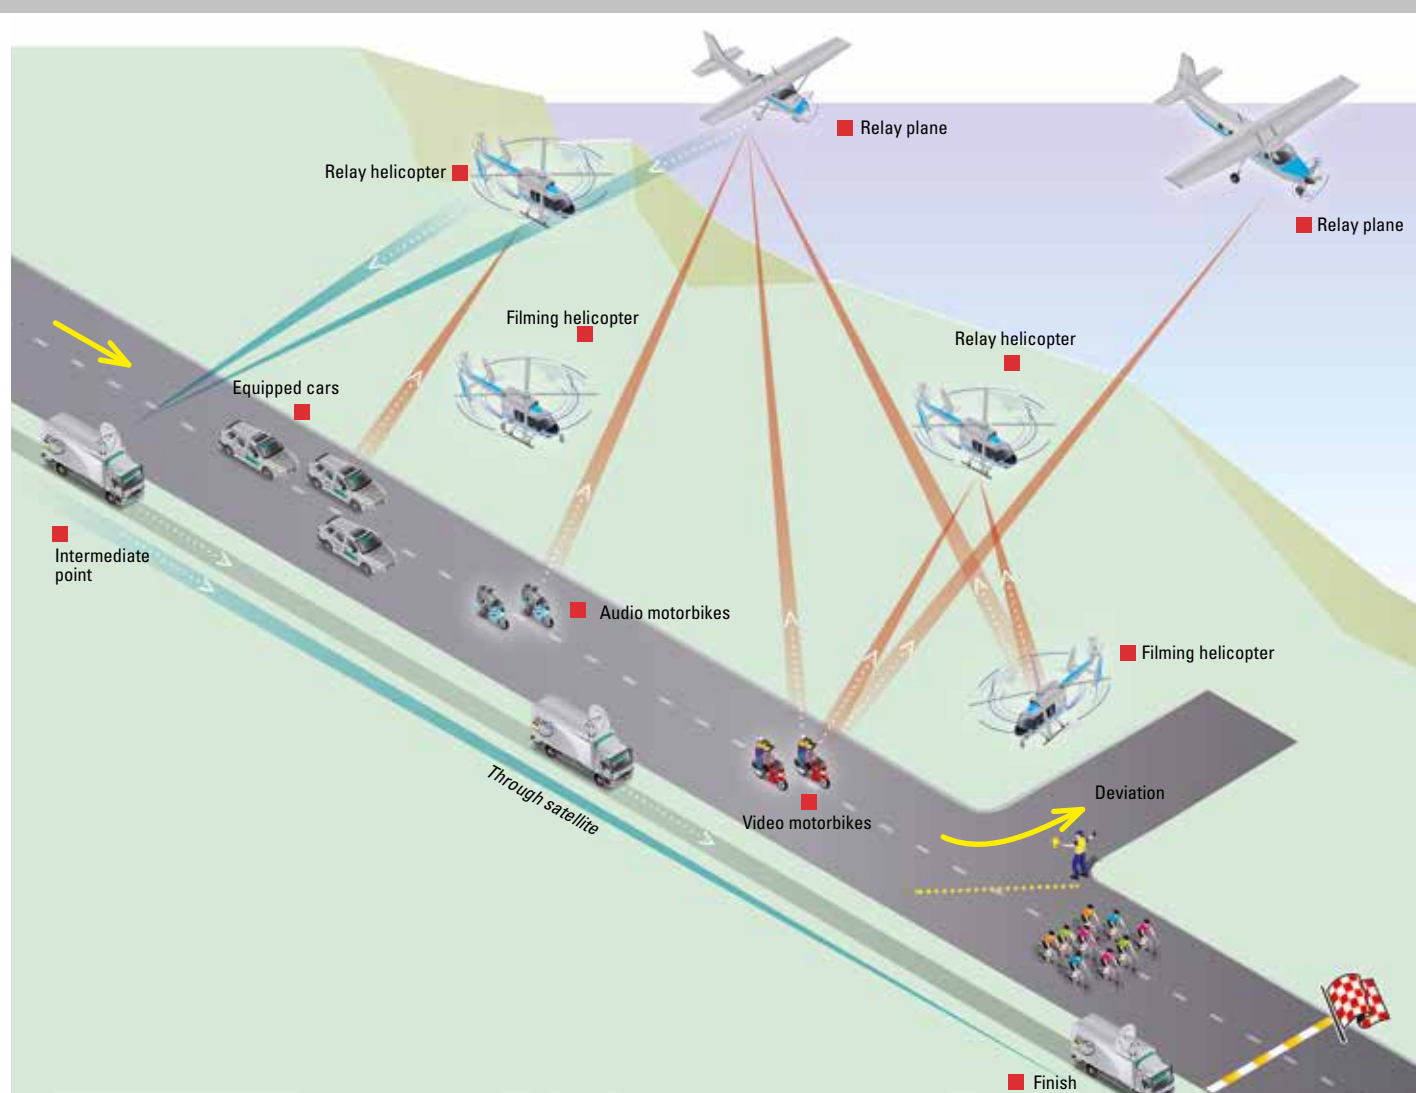 Relay plane
Relay helicopter
Relay plane
Filming helicopter
Relay helicopter
Equipped cars
Intermediate
point
Audio motorbikes
Filming helicopter
Through satellite
Deviation
Video motorbikes
Finish